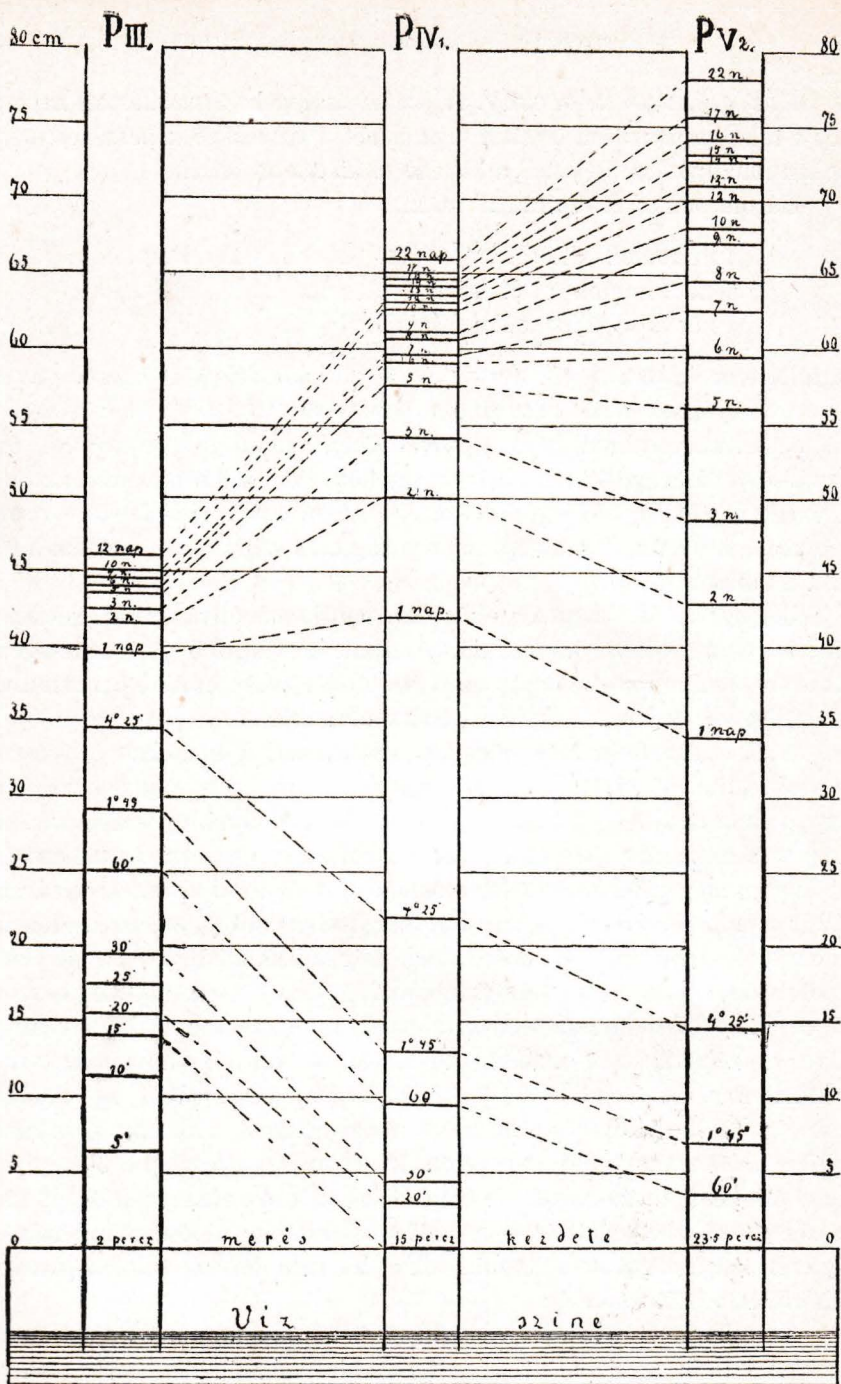 PIII. PIV1. PV2.
80 cm 80
22 n.
75 17 n 75
16 n
15 n
14 n.
13 n
70 12 n 70
10 n
9 n.
22 nap
65 65
8 n
7 n
60 6 n. 60
5 n
5 n.
55 55
3 n.
50 2 n. 50
3 n.
12 nap
45 10 n. 45
3 n. 2 n
2 n.
1 nap
40 1 nap 40
35 4° 25' 35
1 nap
30 30
1° 45
25 60' 25
4° 25
20 30' 20
25
20'
15 15' 4° 25' 15
1° 45
10 10' 60 10
1° 45'
5'
5 30' 60' 5
20'
0 2 percz merés 15 percz kezdete 23.5 percz 0
Viz szine